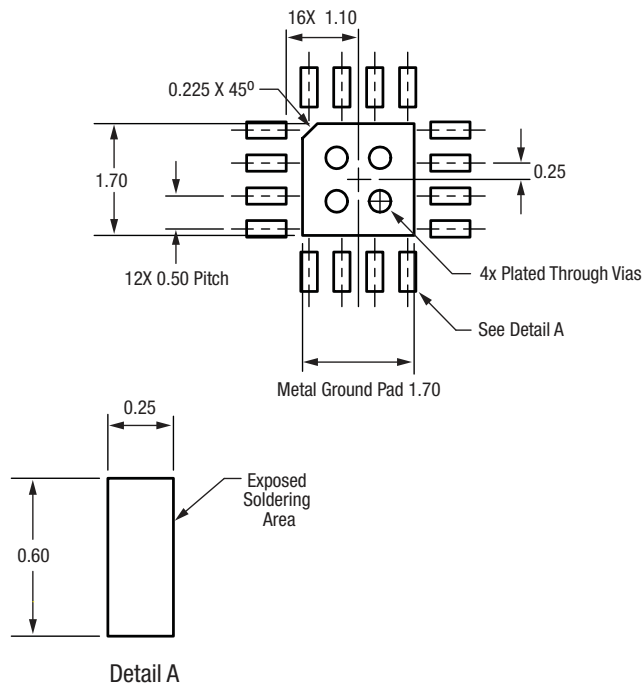 16X 1.10
0.225 X 45⁰
1.70
0.25
12X 0.50 Pitch
4x Plated Through Vias
See Detail A
Metal Ground Pad 1.70
0.25
Exposed
Soldering
Area
0.60
Detail A